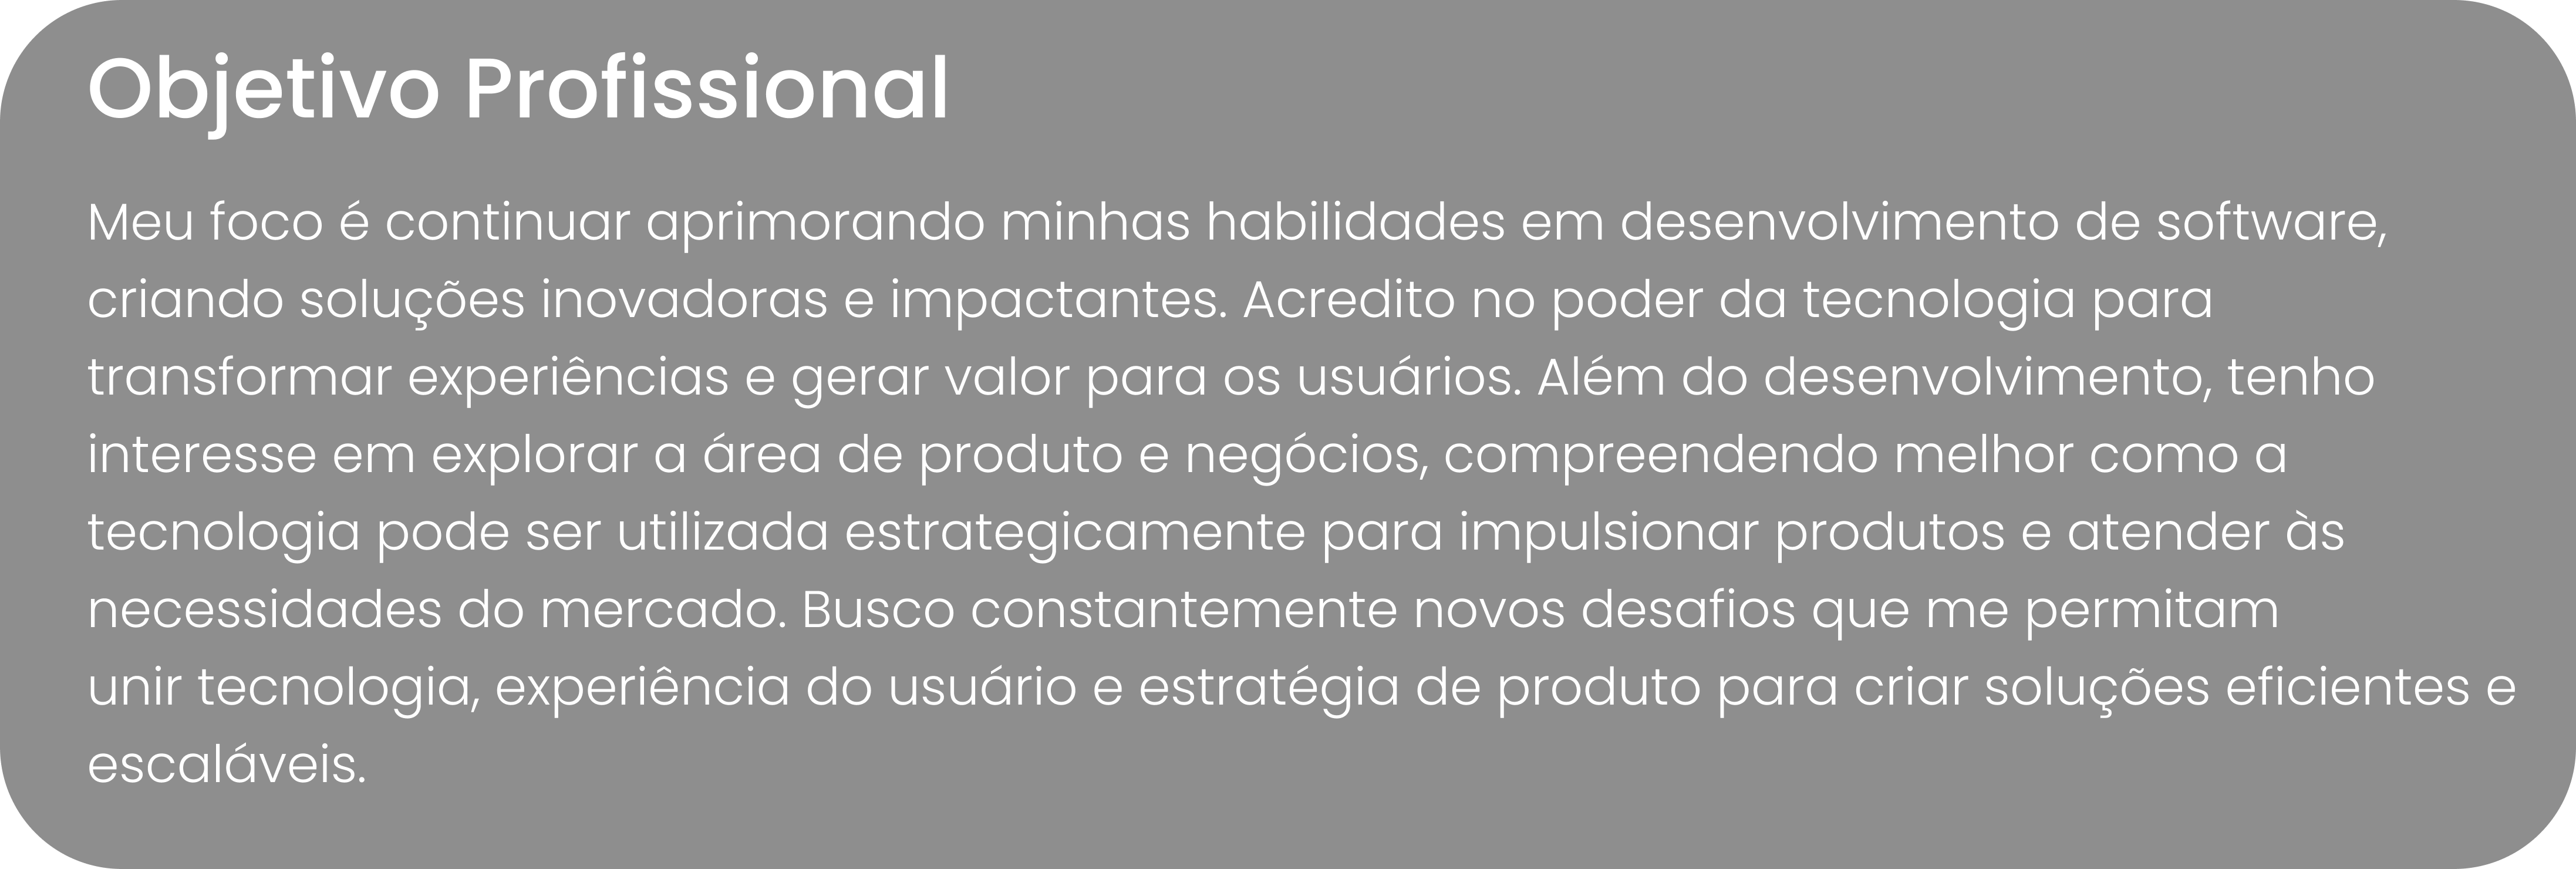 Objetivo Profissional
Meu foco é continuar aprimorando minhas habilidades em desenvolvimento de software,
criando soluções inovadoras e impactantes. Acredito no poder da tecnologia para
transformar experiências e gerar valor para os usuários. Além do desenvolvimento, tenho
interesse em explorar a área de produto e negócios, compreendendo melhor como a
tecnologia pode ser utilizada estrategicamente para impulsionar produtos e atender às
necessidades do mercado. Busco constantemente novos desafios que me permitam
unir tecnologia, experiência do usuário e estratégia de produto para criar soluções eficientes e
escaláveis.